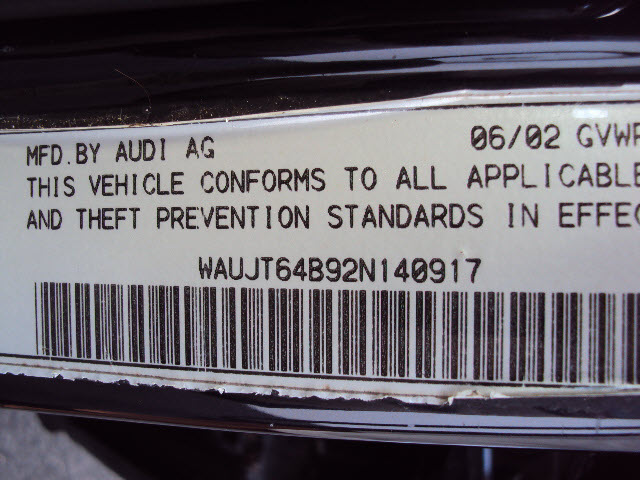 MFD.BY AUDI AG 06/02 GVWR
THIS VEHICLE CONFORMS TO ALL APPLICABLE
AND THEFT PREVENTION STANDARDS IN EFFEC
WAUJT64B92N140917